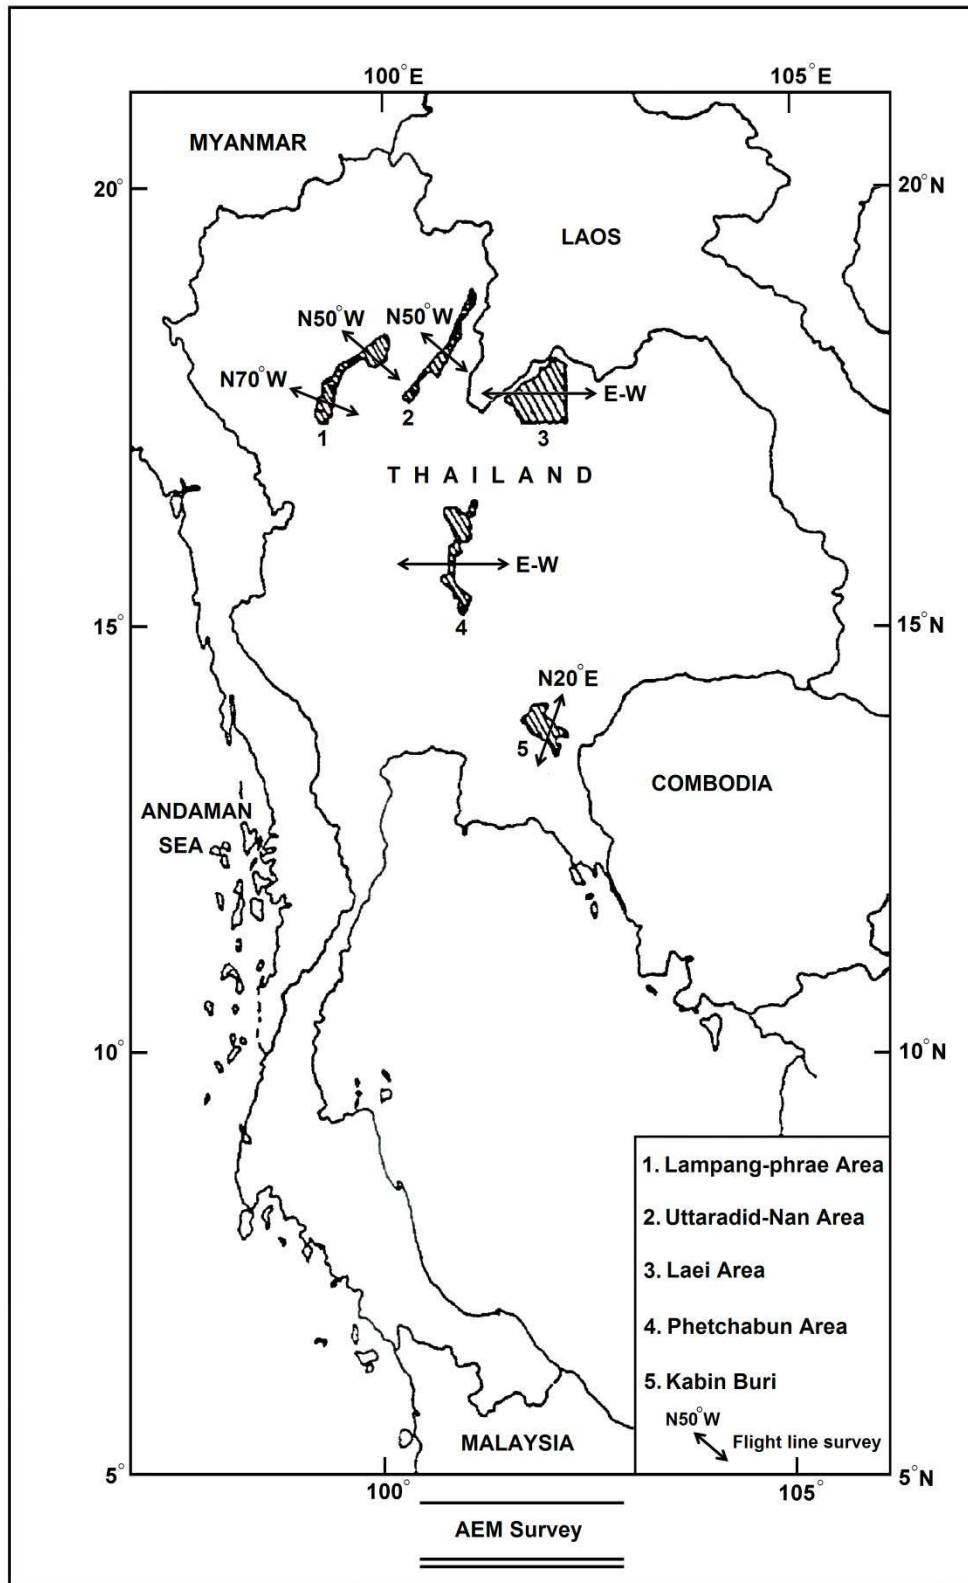 100°E 105°E
MYANMAR
20° 20°N
LAOS
N50°W N50°W
N70°W
E-W
1 2 3
THAILAND
E-W
4
15° 15°N
N20°E
5
COMBODIA
ANDAMAN
SEA
10° 10°N
1. Lampang-phrae Area
2. Uttaradid-Nan Area
3. Laei Area
4. Phetchabun Area
5. Kabin Buri
N50°W
Flight line survey
MALAYSIA
5° 5°N
100° 105°
AEM Survey